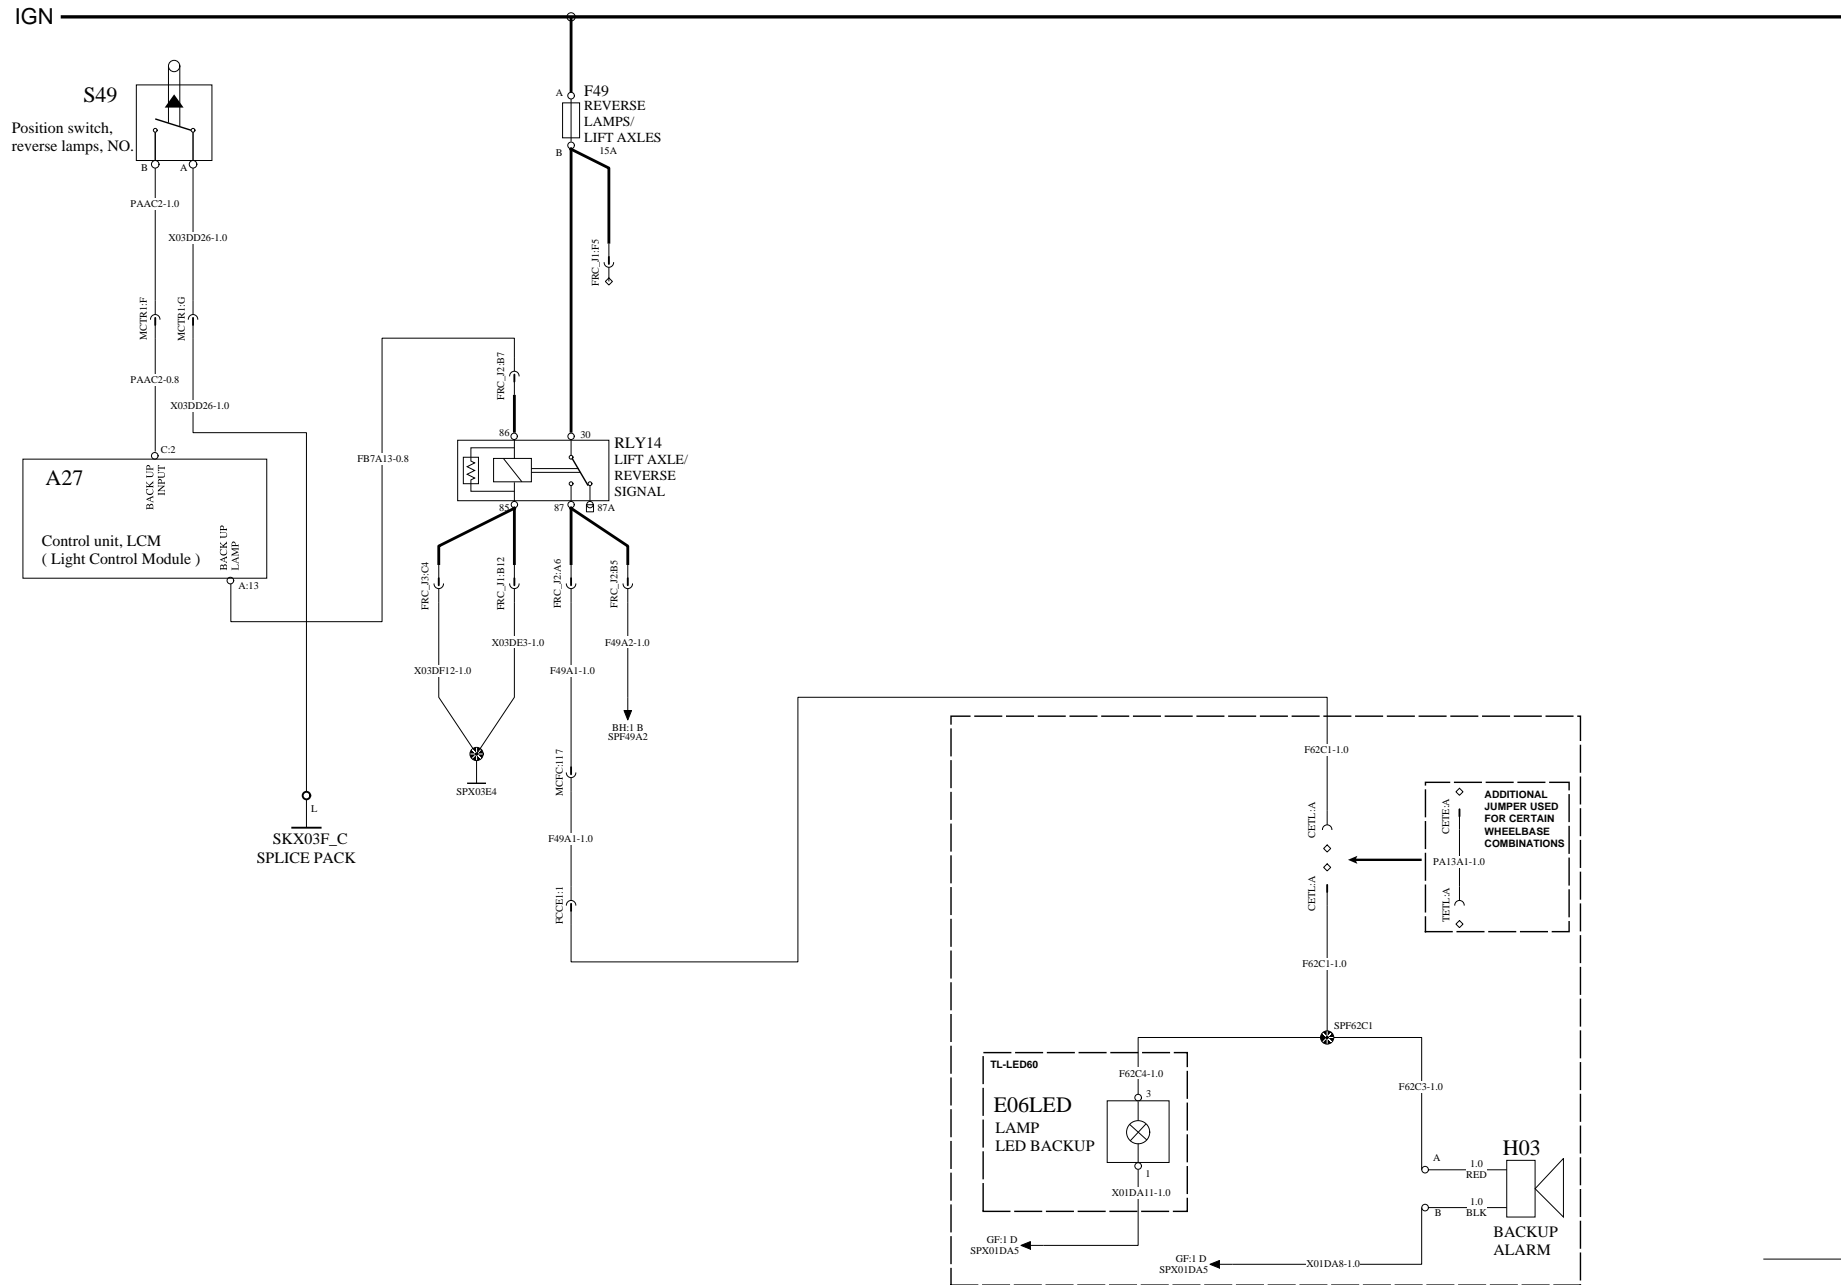 IGN
S49
Position switch,
reverse lamps, NO.
B
A
PAAC2-1.0
X03DD26-1.0
MCTR1:F
MCTR1:G
PAAC2-0.8
X03DD26-1.0
C:2
A27
BACK UP
INPUT
Control unit, LCM
( Light Control Module )
BACK UP
LAMP
A:13
L
SKX03F_C
SPLICE PACK
A
F49
REVERSE
LAMPS/
LIFT AXLES
B
15A
FRC_J1:F5
FRC_J2:B7
FB7A13-0.8
86
30
RLY14
LIFT AXLE/
REVERSE
SIGNAL
85
87
87A
FRC_J3:C4
FRC_J1:B12
FRC_J2:A6
FRC_J2:B5
X03DF12-1.0
X03DE3-1.0
F49A1-1.0
F49A2-1.0
SPX03E4
BH:1 B
SPF49A2
MCFC:117
F49A1-1.0
FCCE1:1
F62C1-1.0
CETL:A
CETL:A
ADDITIONAL
JUMPER USED
FOR CERTAIN
WHEELBASE
COMBINATIONS
CETE:A
PA13A1-1.0
TETL:A
F62C1-1.0
SPF62C1
TL-LED60
F62C4-1.0
3
E06LED
LAMP
LED BACKUP
1
X01DA11-1.0
GF:1 D
SPX01DA5
F62C3-1.0
H03
A
1.0
RED
B
1.0
BLK
BACKUP
ALARM
GF:1 D
SPX01DA5
X01DA8-1.0